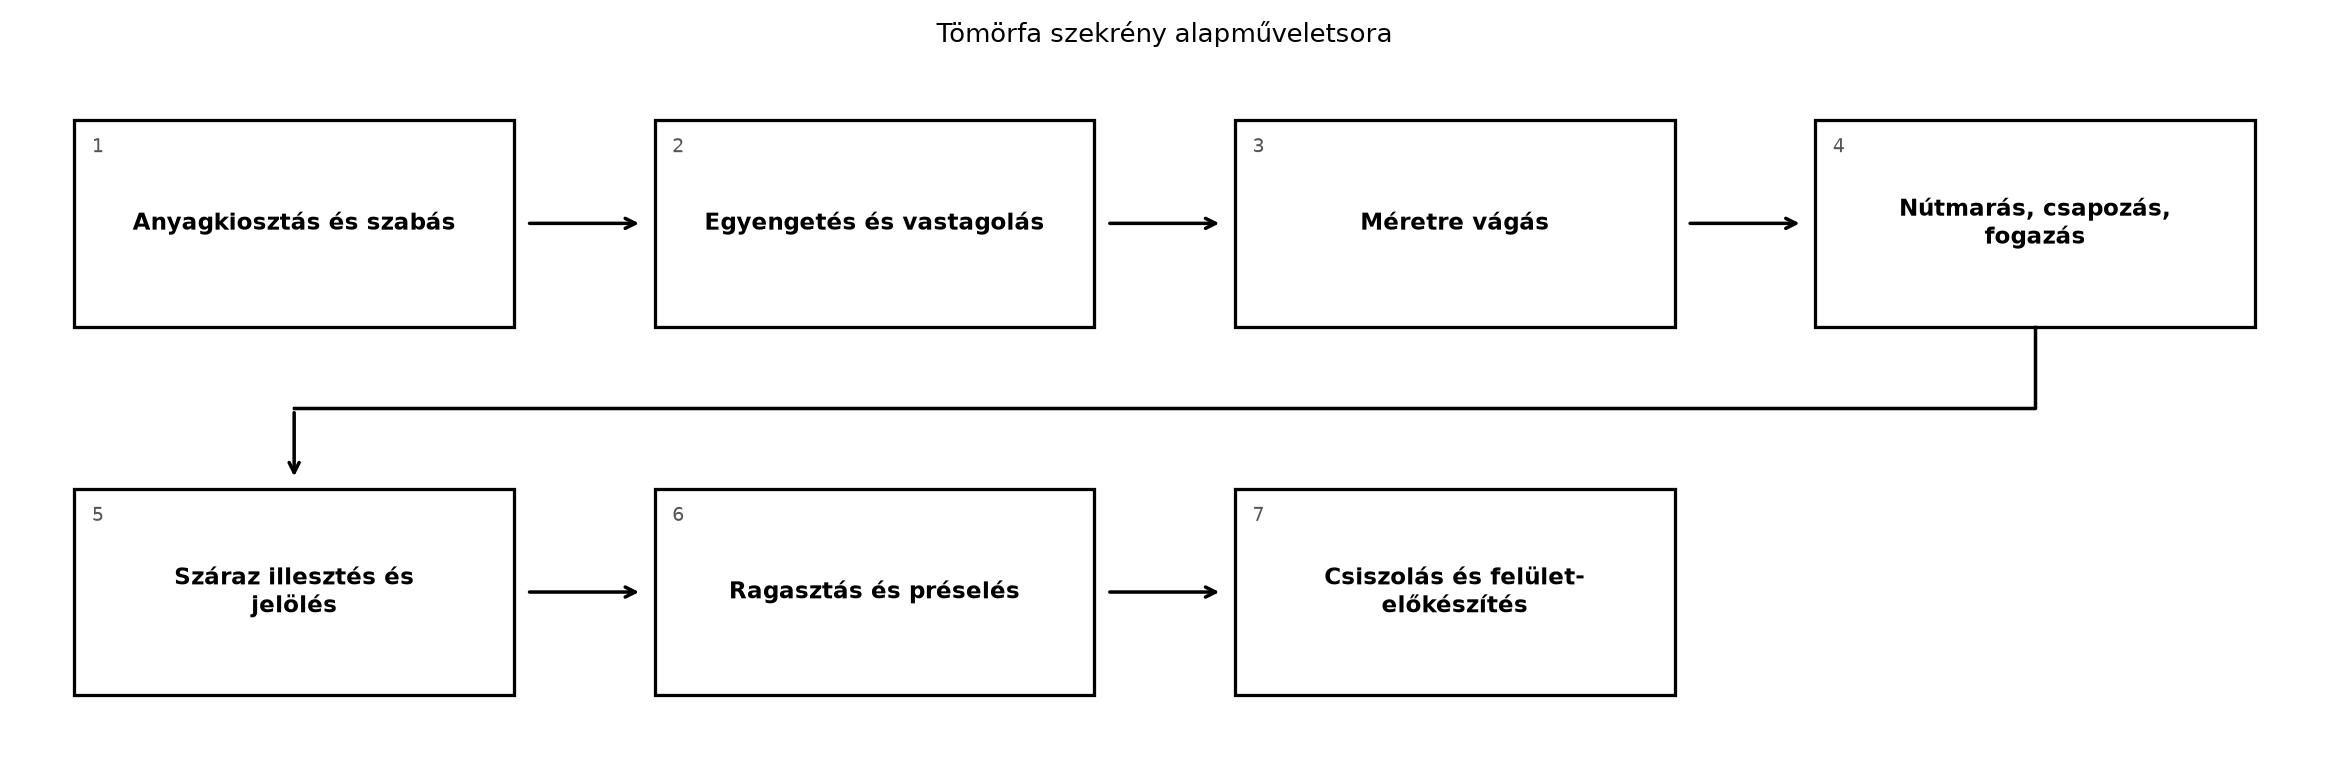 Tömörfa szekrény alapműveletsora
1
Anyagkiosztás és szabás
2
Egyengetés és vastagolás
3
Méretre vágás
4
Nútmarás, csapozás,
fogazás
5
Száraz illesztés és
jelölés
6
Ragasztás és préselés
7
Csiszolás és felület-
előkészítés